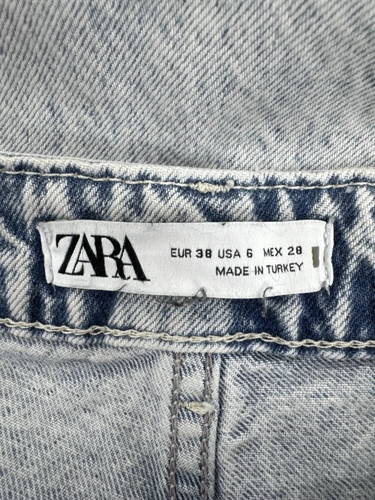 ZARA
EUR 38 USA 6 MEX 28
MADE IN TURKEY